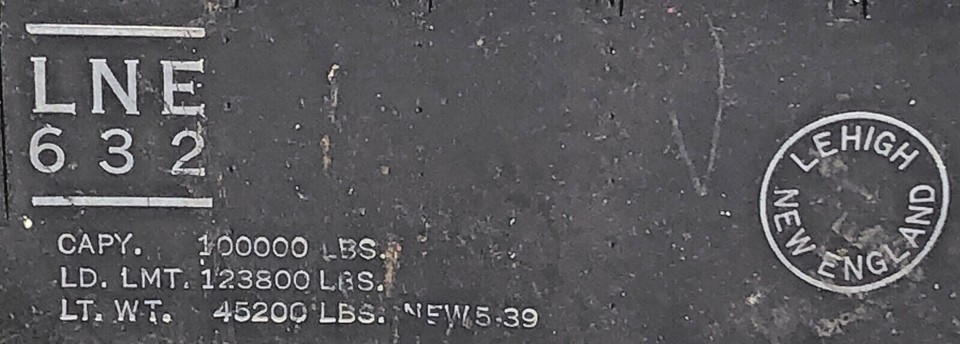 LNE
632
CAPY. 100000 LBS.
LD. LMT. 123800 LBS.
LT. WT. 45200 LBS. NEW 5-39
LEHIGH
NEW ENGLAND